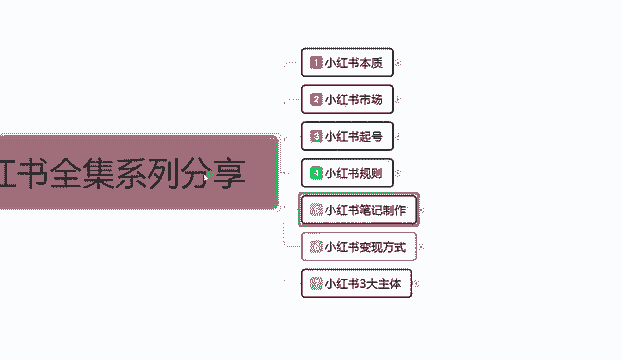 红书全集系列分享
1 小红书本质
2 小红书市场
3 小红书起号
4 小红书规则
小红书笔记制作
小红书变现方式
小红书3大主体